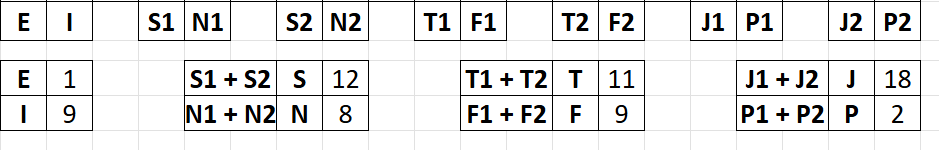 E I S1 N1 S2 N2 T1 F1 T2 F2 J1 P1 J2 P2
E 1 S1 + S2 S 12 T1 + T2 T 11 J1 + J2 J 18
I 9 N1 + N2 N 8 F1 + F2 F 9 P1 + P2 P 2